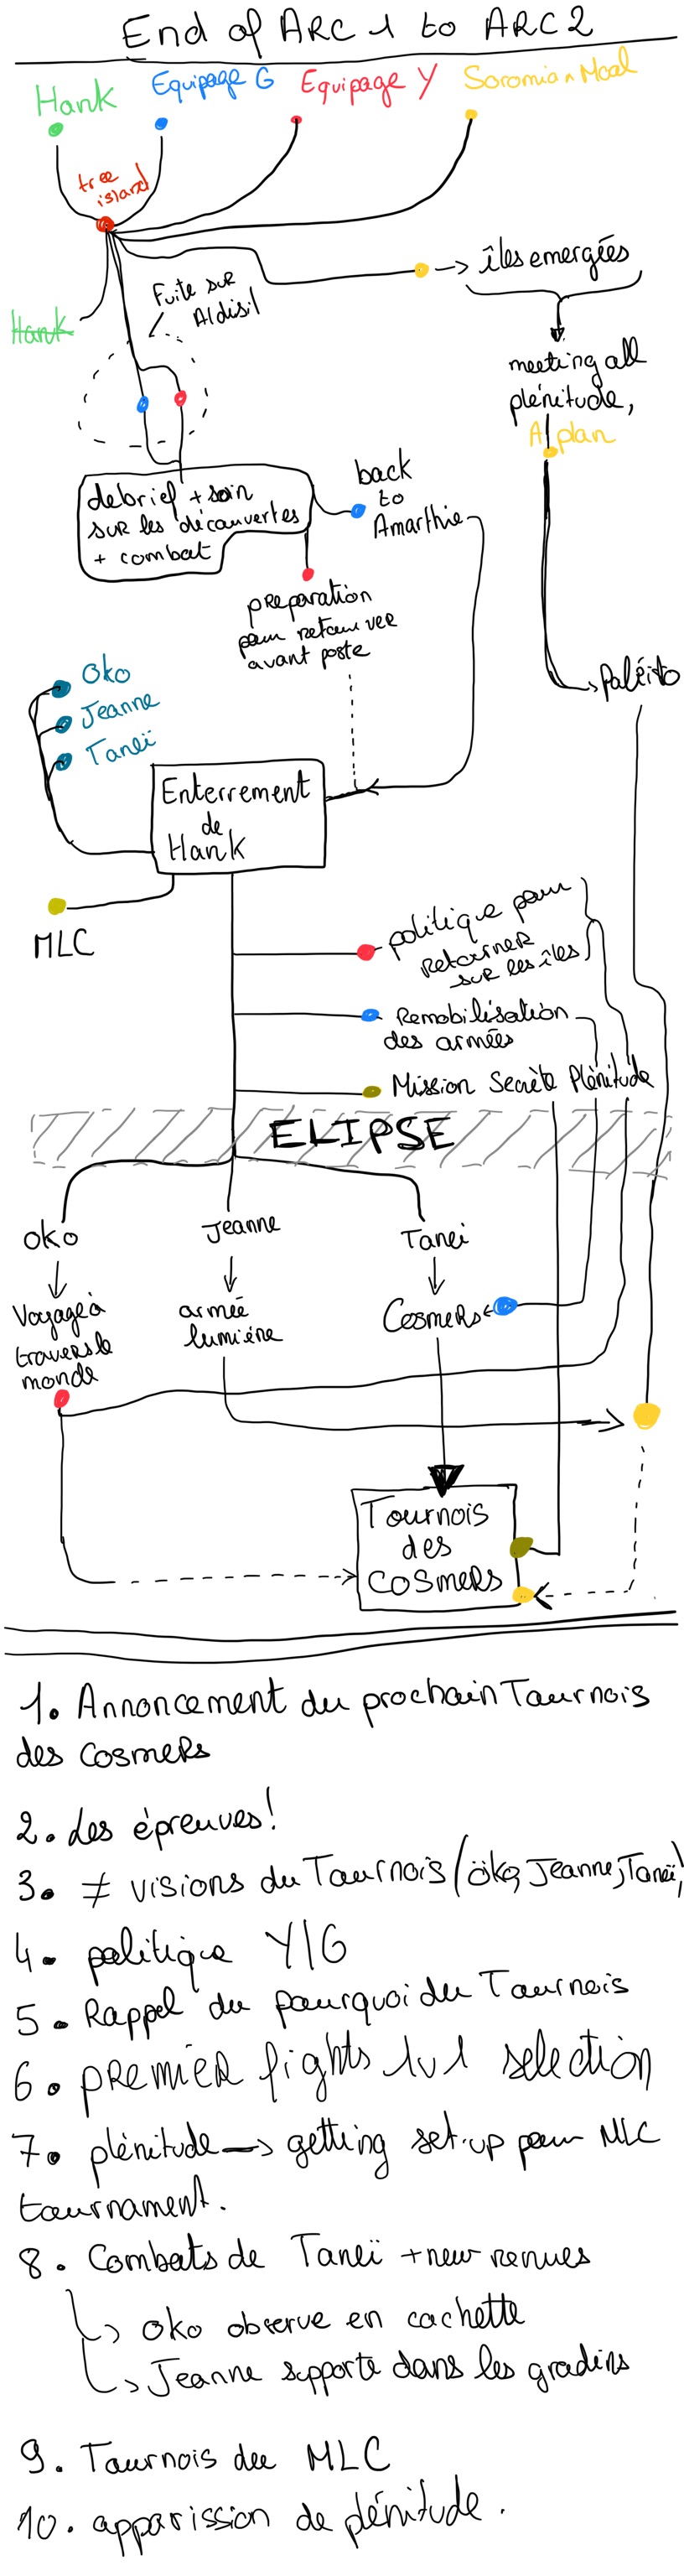 End of ARC 1 to ARC 2
Hank
Equipage G
Equipage Y
Soromian Mcal
tree
island
îles emergées
Fuite sur
Aldisil
Hank
meeting all
plénitude,
A plan
debrief + soin
sur les découvertes
+ combat
back
to
Amarthie
preparation
pour retour vee
avant poste
Paléito
Oko
Jeanne
Taneï
Enterrement
de
Hank
MLC
politique pour
retourner
sur les îles
Remobilisation
des armées
Mission Secrète Plénitude
ELIPSE
Oko
Jeanne
Tanei
Voyage à
travers le
monde
armée
lumière
Cosmers
Tournois
des
COSmeRS
1. Annoncement du prochain Tournois
des Cosmers
2. Les épreuves!
3. ≠ visions du Tournois (öko, Jeanne, Taneï)
4. politique Y/G
5. Rappel du pourquoi du Tournois
6. premier fights 1v1 selection
7. plénitude → getting set-up pour MLC
tournament.
8. Combats de Taneï + new venues
↳ Oko observe en cachette
↳ Jeanne supporte dans les gradins
9. Tournois du MLC
10. apparission de plénitude.